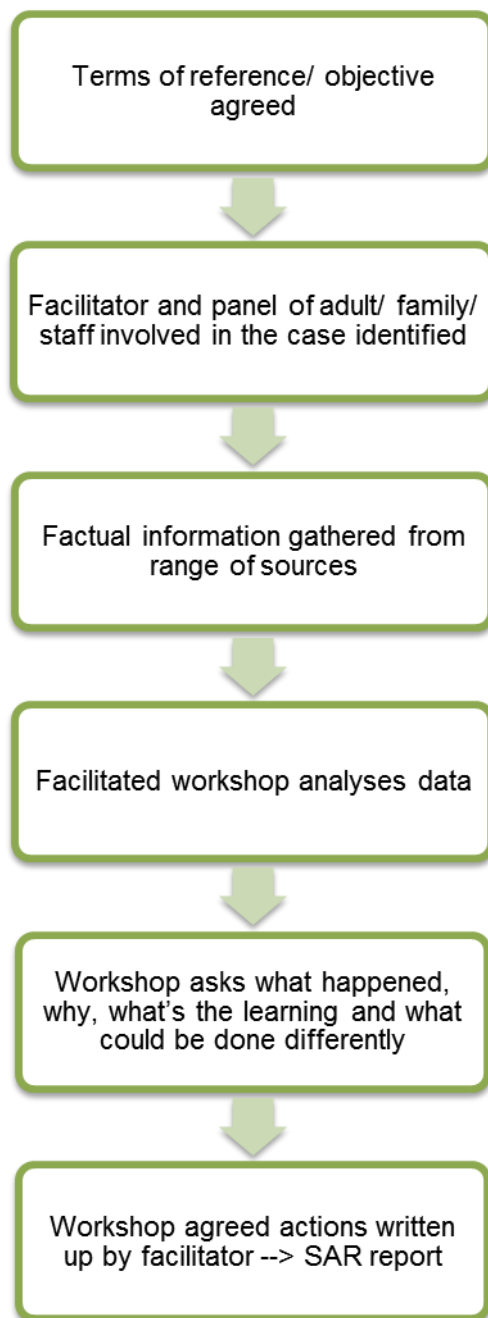 Terms of reference/ objective
agreed
Facilitator and panel of adult/ family/
staff involved in the case identified
Factual information gathered from
range of sources
Facilitated workshop analyses data
Workshop asks what happened,
why, what’s the learning and what
could be done differently
Workshop agreed actions written
up by facilitator --> SAR report